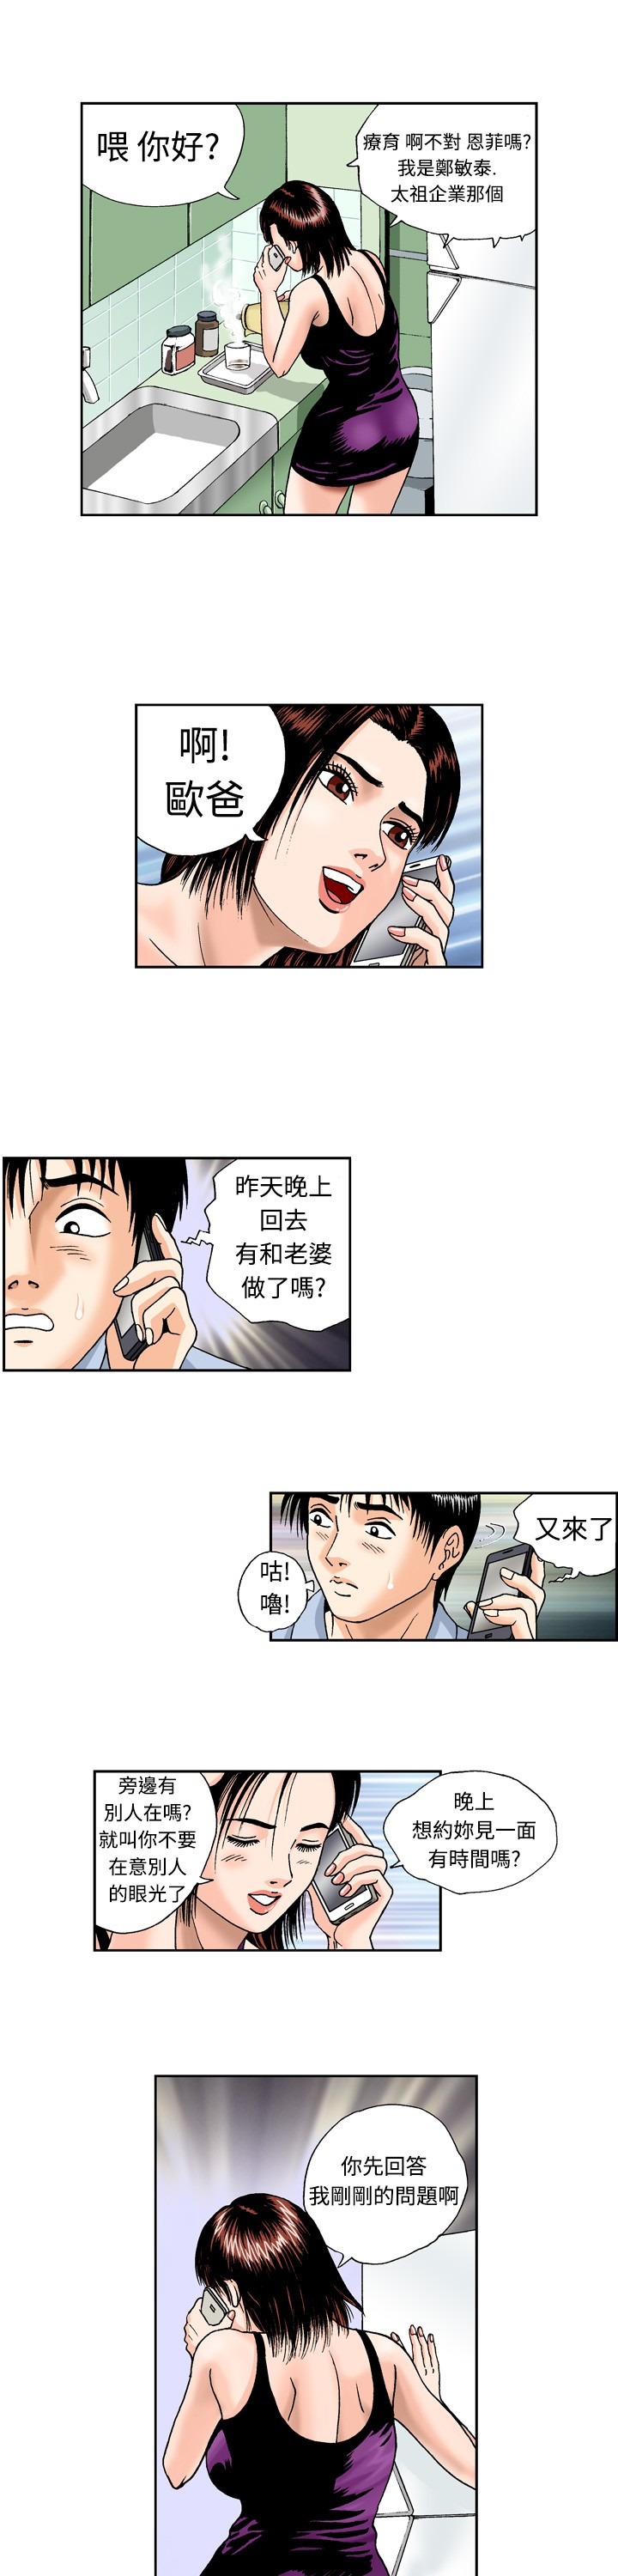 喂 你好?
療育 啊不對 恩菲嗎?
我是鄭敏泰.
太祖企業那個
啊!
歐爸
昨天晚上
回去
有和老婆
做了嗎?
又來了
咕!
嚕!
旁邊有
別人在嗎?
就叫你不要
在意別人
的眼光了
晚上
想約妳見一面
有時間嗎?
你先回答
我剛剛的問題啊